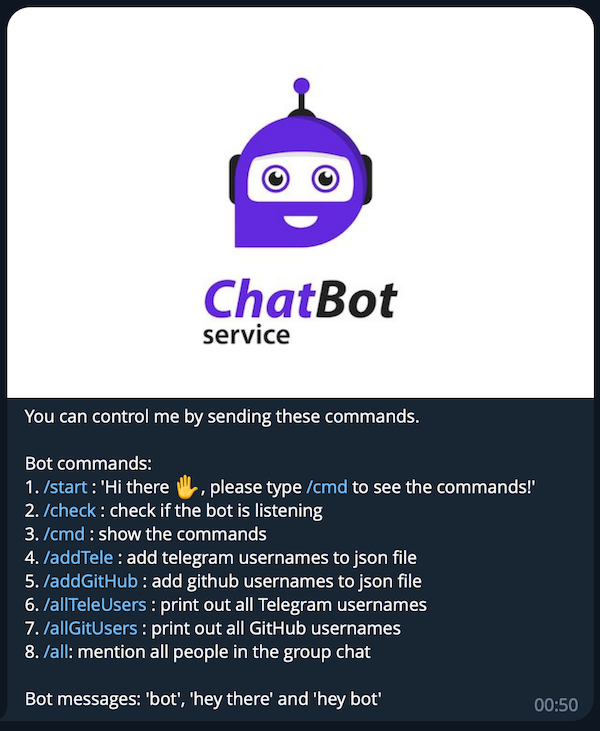 ChatBot
service
You can control me by sending these commands.
Bot commands:
1. /start : 'Hi there ✋, please type /cmd to see the commands!'
2. /check : check if the bot is listening
3. /cmd : show the commands
4. /addTele : add telegram usernames to json file
5. /addGitHub : add github usernames to json file
6. /allTeleUsers : print out all Telegram usernames
7. /allGitUsers : print out all GitHub usernames
8. /all: mention all people in the group chat
Bot messages: 'bot', 'hey there' and 'hey bot'
00:50